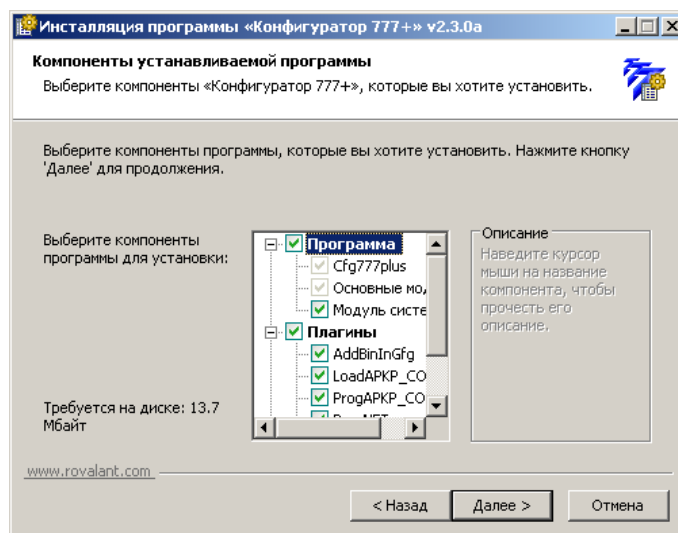 Инсталляция программы «Конфигуратор 777+» v2.3.0a
Компоненты устанавливаемой программы
Выберите компоненты «Конфигуратор 777+», которые вы хотите установить.
Выберите компоненты программы, которые вы хотите установить. Нажмите кнопку
'Далее' для продолжения.
Выберите компоненты
программы для установки:
Программа
Cfg777plus
Основные мо
Модуль систе
Плагины
AddBinInGfg
LoadAPKP_CO
ProgAPKP_CO
Описание
Наведите курсор
мыши на название
компонента, чтобы
прочесть его
описание.
Требуется на диске: 13.7
Мбайт
www.rovalant.com
< Назад
Далее >
Отмена